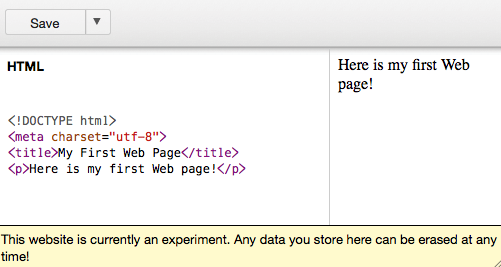 Save
HTML
<!DOCTYPE html>
<meta charset="utf-8">
<title>My First Web Page</title>
<p>Here is my first Web page!</p>
Here is my first Web
page!
This website is currently an experiment. Any data you store here can be erased at any
time!